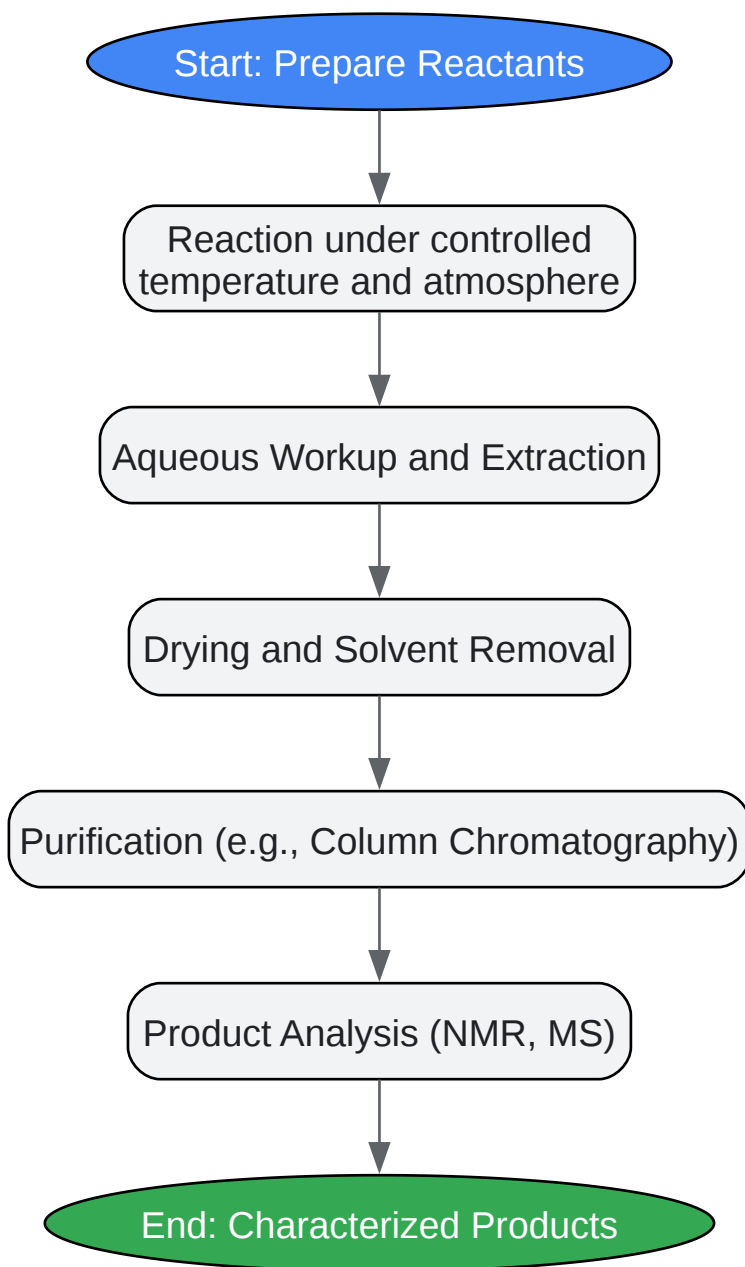 Start: Prepare Reactants
Reaction under controlled
temperature and atmosphere
Aqueous Workup and Extraction
Drying and Solvent Removal
Purification (e.g., Column Chromatography)
Product Analysis (NMR, MS)
End: Characterized Products